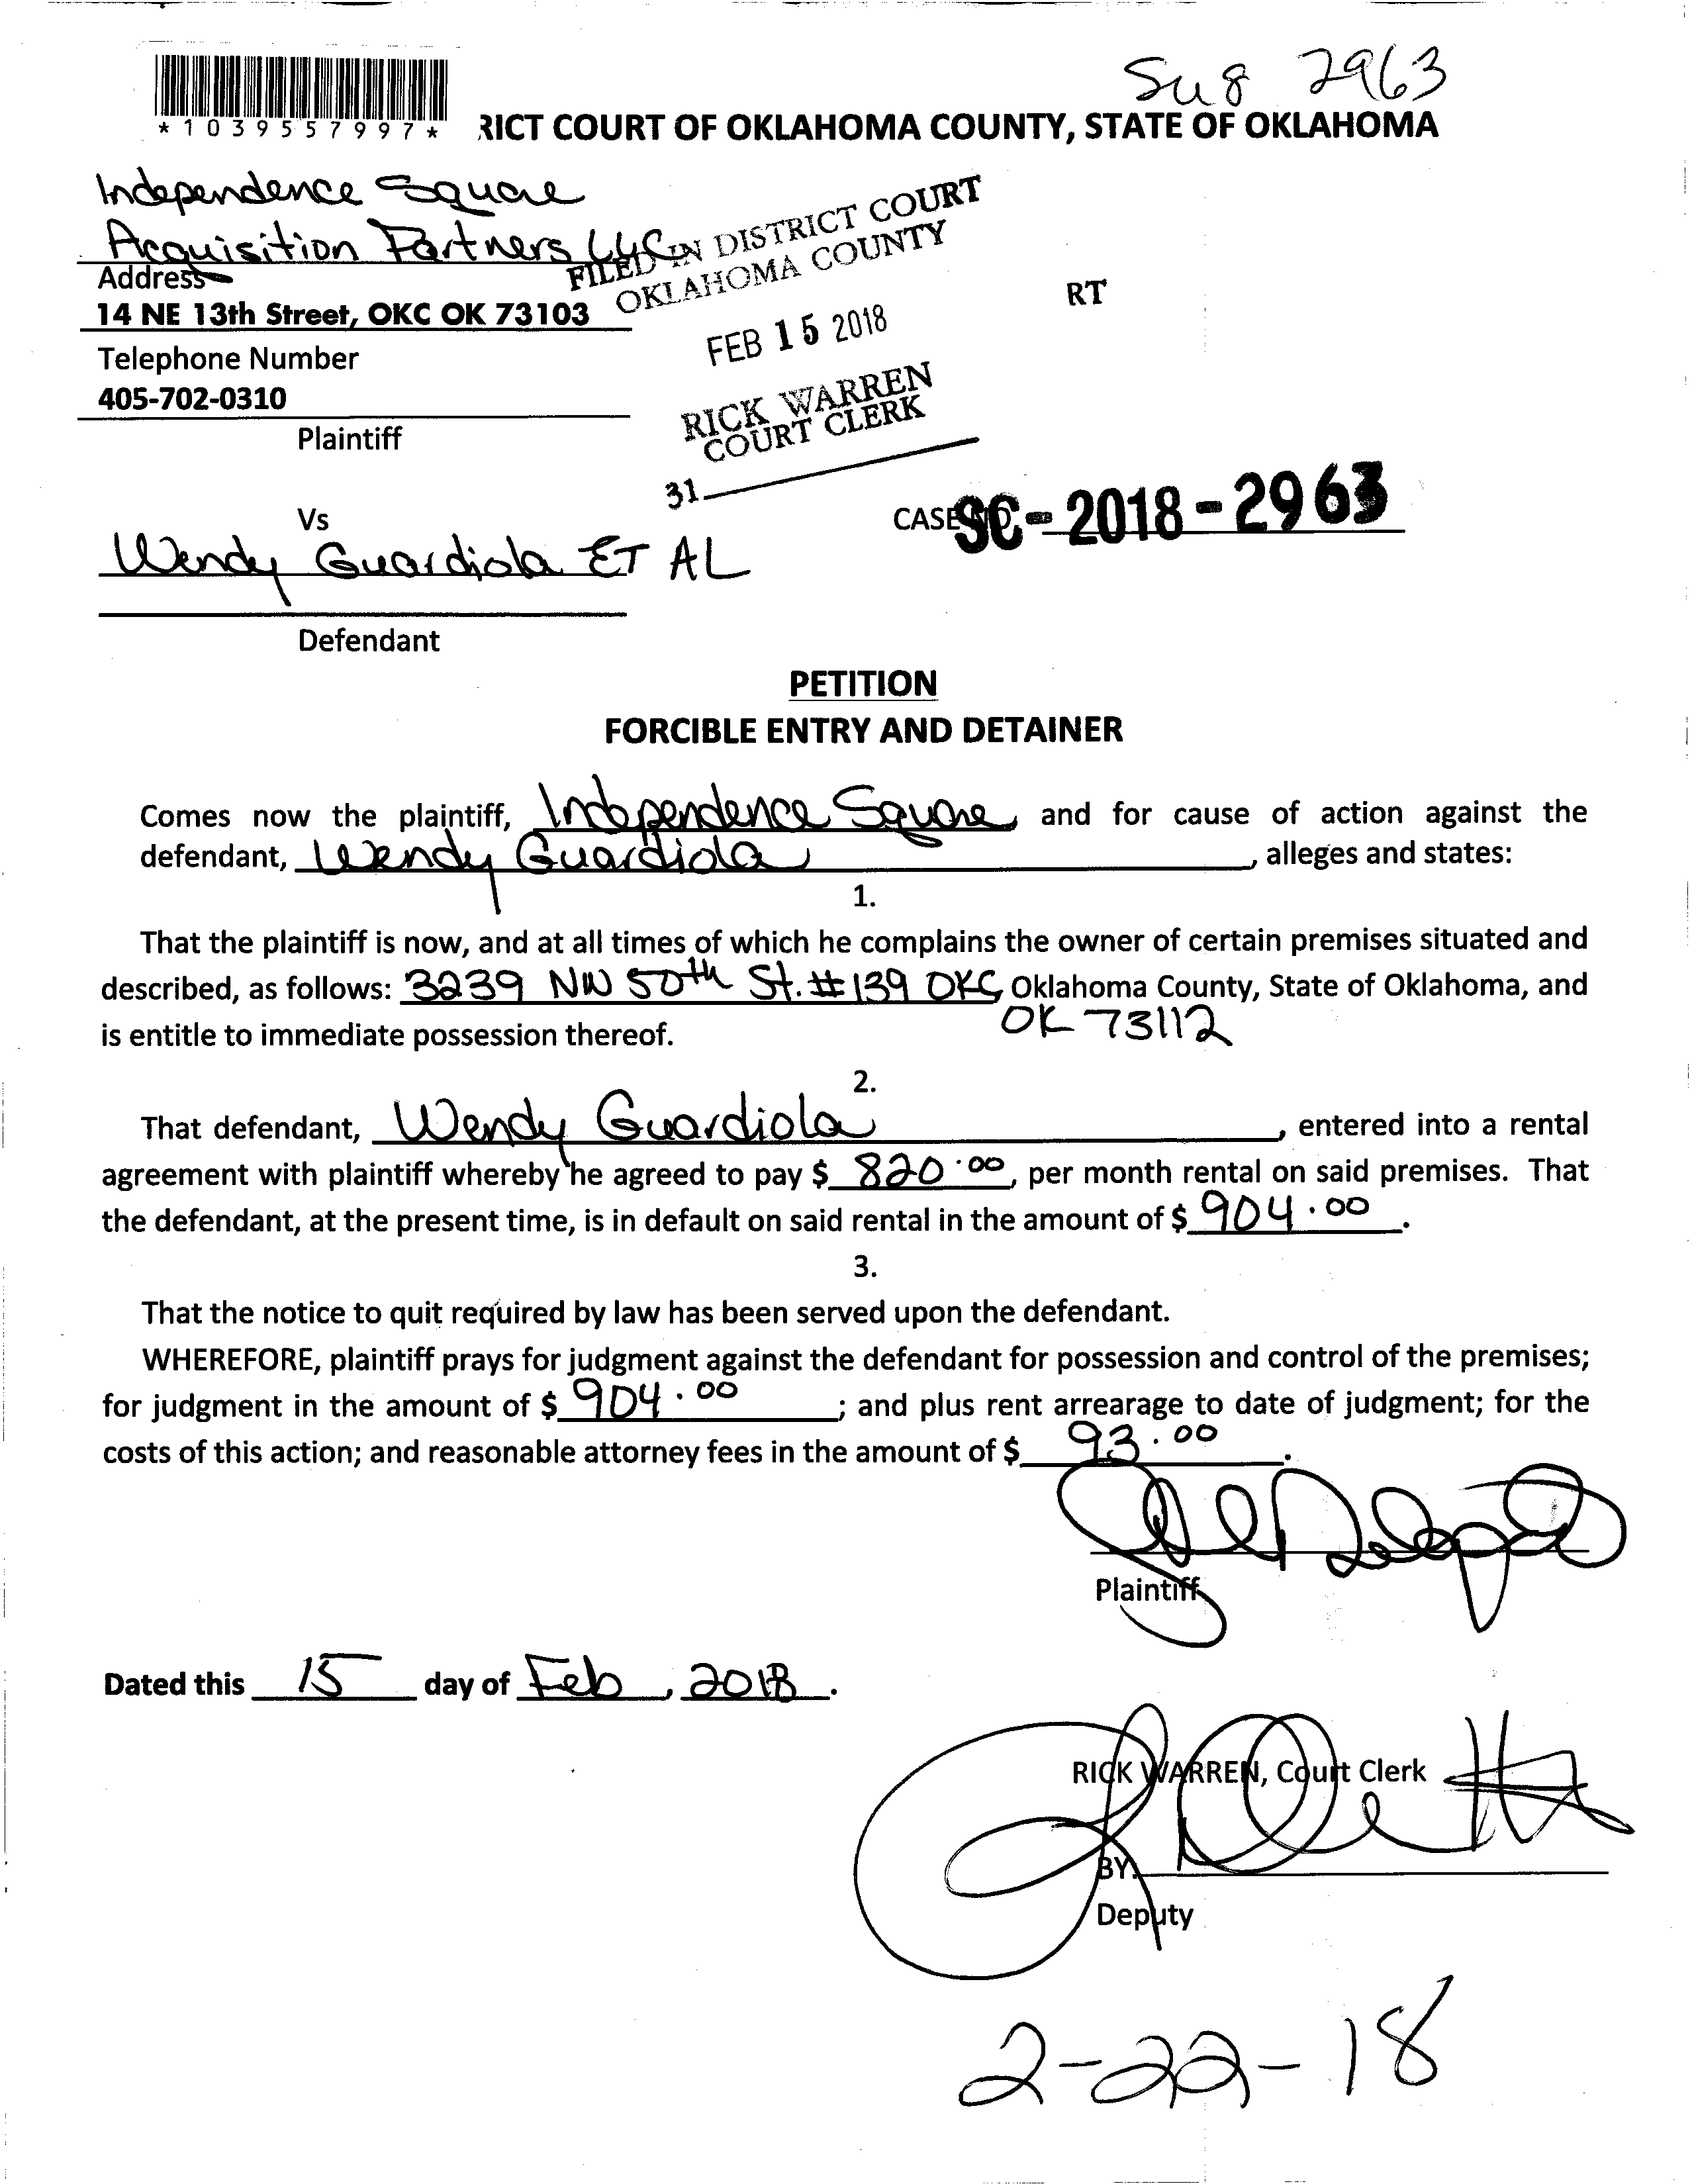 Su 8 2963
*1039557997*
RICT COURT OF OKLAHOMA COUNTY, STATE OF OKLAHOMA
Independence Square
Acquisition Partners LLC
Address
14 NE 13th Street, OKC OK 73103
Telephone Number
405-702-0310
Plaintiff
FILED IN DISTRICT COURT
OKLAHOMA COUNTY
FEB 15 2018
RICK WARREN
COURT CLERK
31
RT
Vs
CASE NO. SC-2018-2963
Wendy Guardiola ET AL
Defendant
PETITION
FORCIBLE ENTRY AND DETAINER
Comes now the plaintiff, Independence Square, and for cause of action against the
defendant, Wendy Guardiola, alleges and states:
1.
That the plaintiff is now, and at all times of which he complains the owner of certain premises situated and
described, as follows: 3239 NW 50th St. #139 OKC, Oklahoma County, State of Oklahoma, and
OK 73112
is entitle to immediate possession thereof.
2.
That defendant, Wendy Guardiola, entered into a rental
agreement with plaintiff whereby he agreed to pay $ 820.00, per month rental on said premises. That
the defendant, at the present time, is in default on said rental in the amount of $ 904.00.
3.
That the notice to quit required by law has been served upon the defendant.
WHEREFORE, plaintiff prays for judgment against the defendant for possession and control of the premises;
for judgment in the amount of $ 904.00; and plus rent arrearage to date of judgment; for the
costs of this action; and reasonable attorney fees in the amount of $ 93.00.
Plaintiff
Dated this 15 day of Feb, 2018.
RICK WARREN, Court Clerk
BY:
Deputy
2-22-18